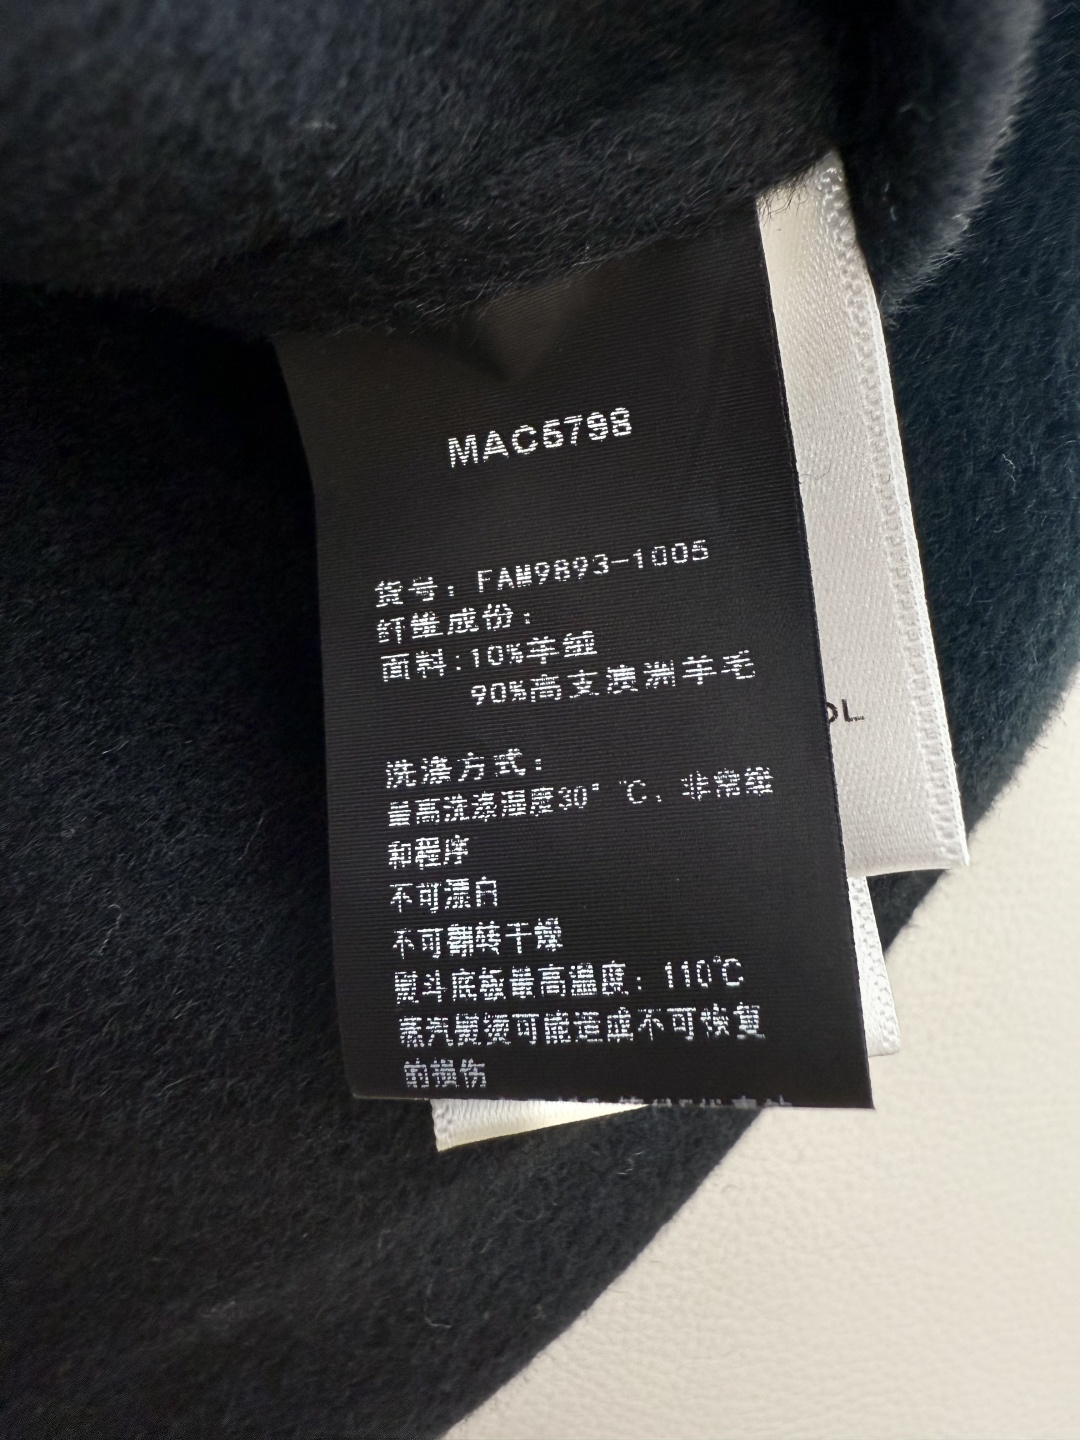 MAC5798
货号：FAM9893-1005
纤维成份：
面料:10%羊绒
90%高支澳洲羊毛
OL
洗涤方式：
最高洗涤温度30°℃，非常缓
和程序
不可漂白
不可翻转干燥
熨斗底板最高温度：110℃
蒸汽熨烫可能造成不可恢复
的损伤